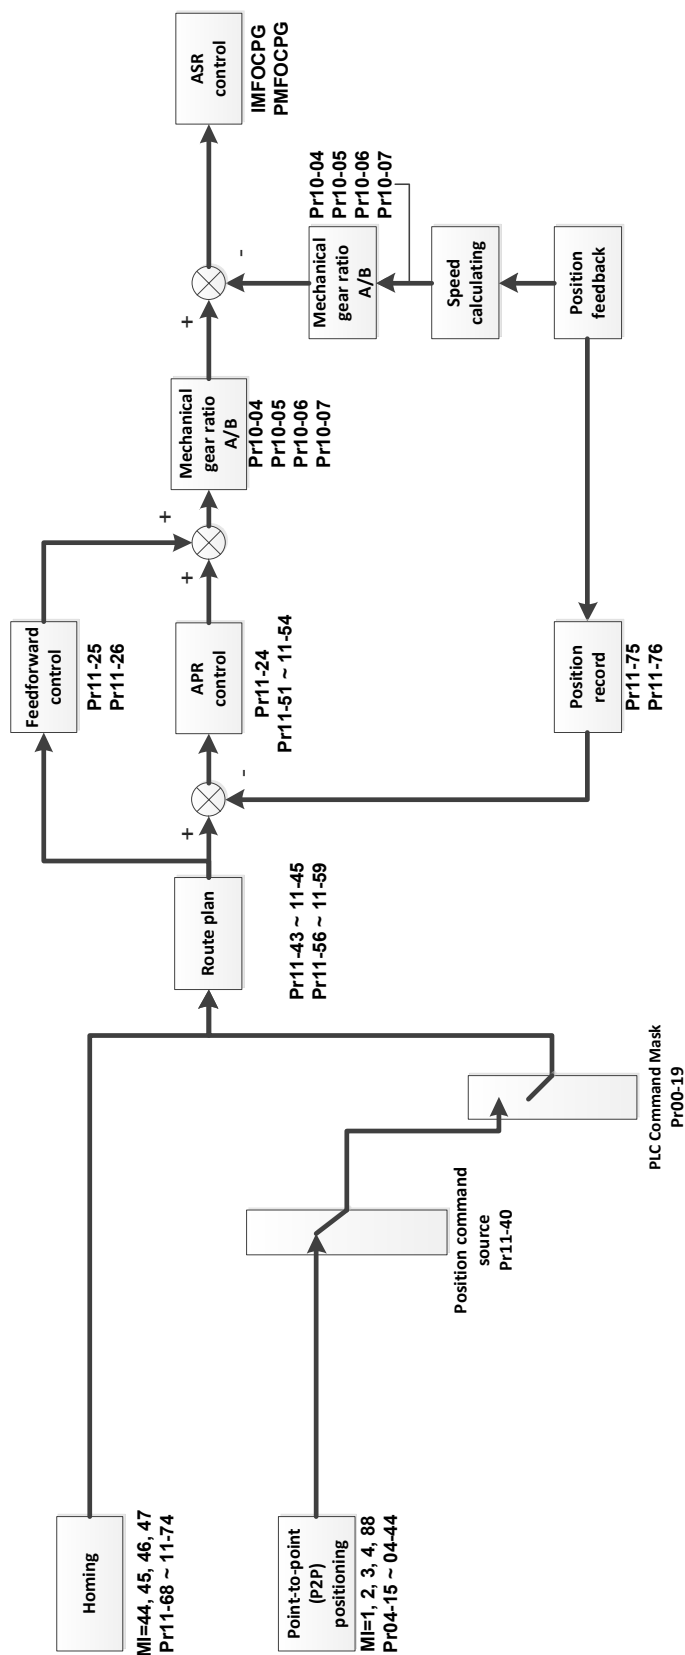 Homing
MI=44, 45, 46, 47
Pr11-68 ~ 11-74
Point-to-point
(P2P)
positioning
MI=1, 2, 3, 4, 88
Pr04-15 ~ 04-44
Position command
source
Pr11-40
PLC Command Mask
Pr00-19
Route plan
Pr11-43 ~ 11-45
Pr11-56 ~ 11-59
+
-
Feedforward
control
Pr11-25
Pr11-26
APR
control
Pr11-24
Pr11-51 ~ 11-54
Position
record
Pr11-75
Pr11-76
+
+
Mechanical
gear ratio
A/B
Pr10-04
Pr10-05
Pr10-06
Pr10-07
+
-
Mechanical
gear ratio
A/B
Pr10-04
Pr10-05
Pr10-06
Pr10-07
Speed
calculating
Position
feedback
ASR
control
IMFOCPG
PMFOCPG